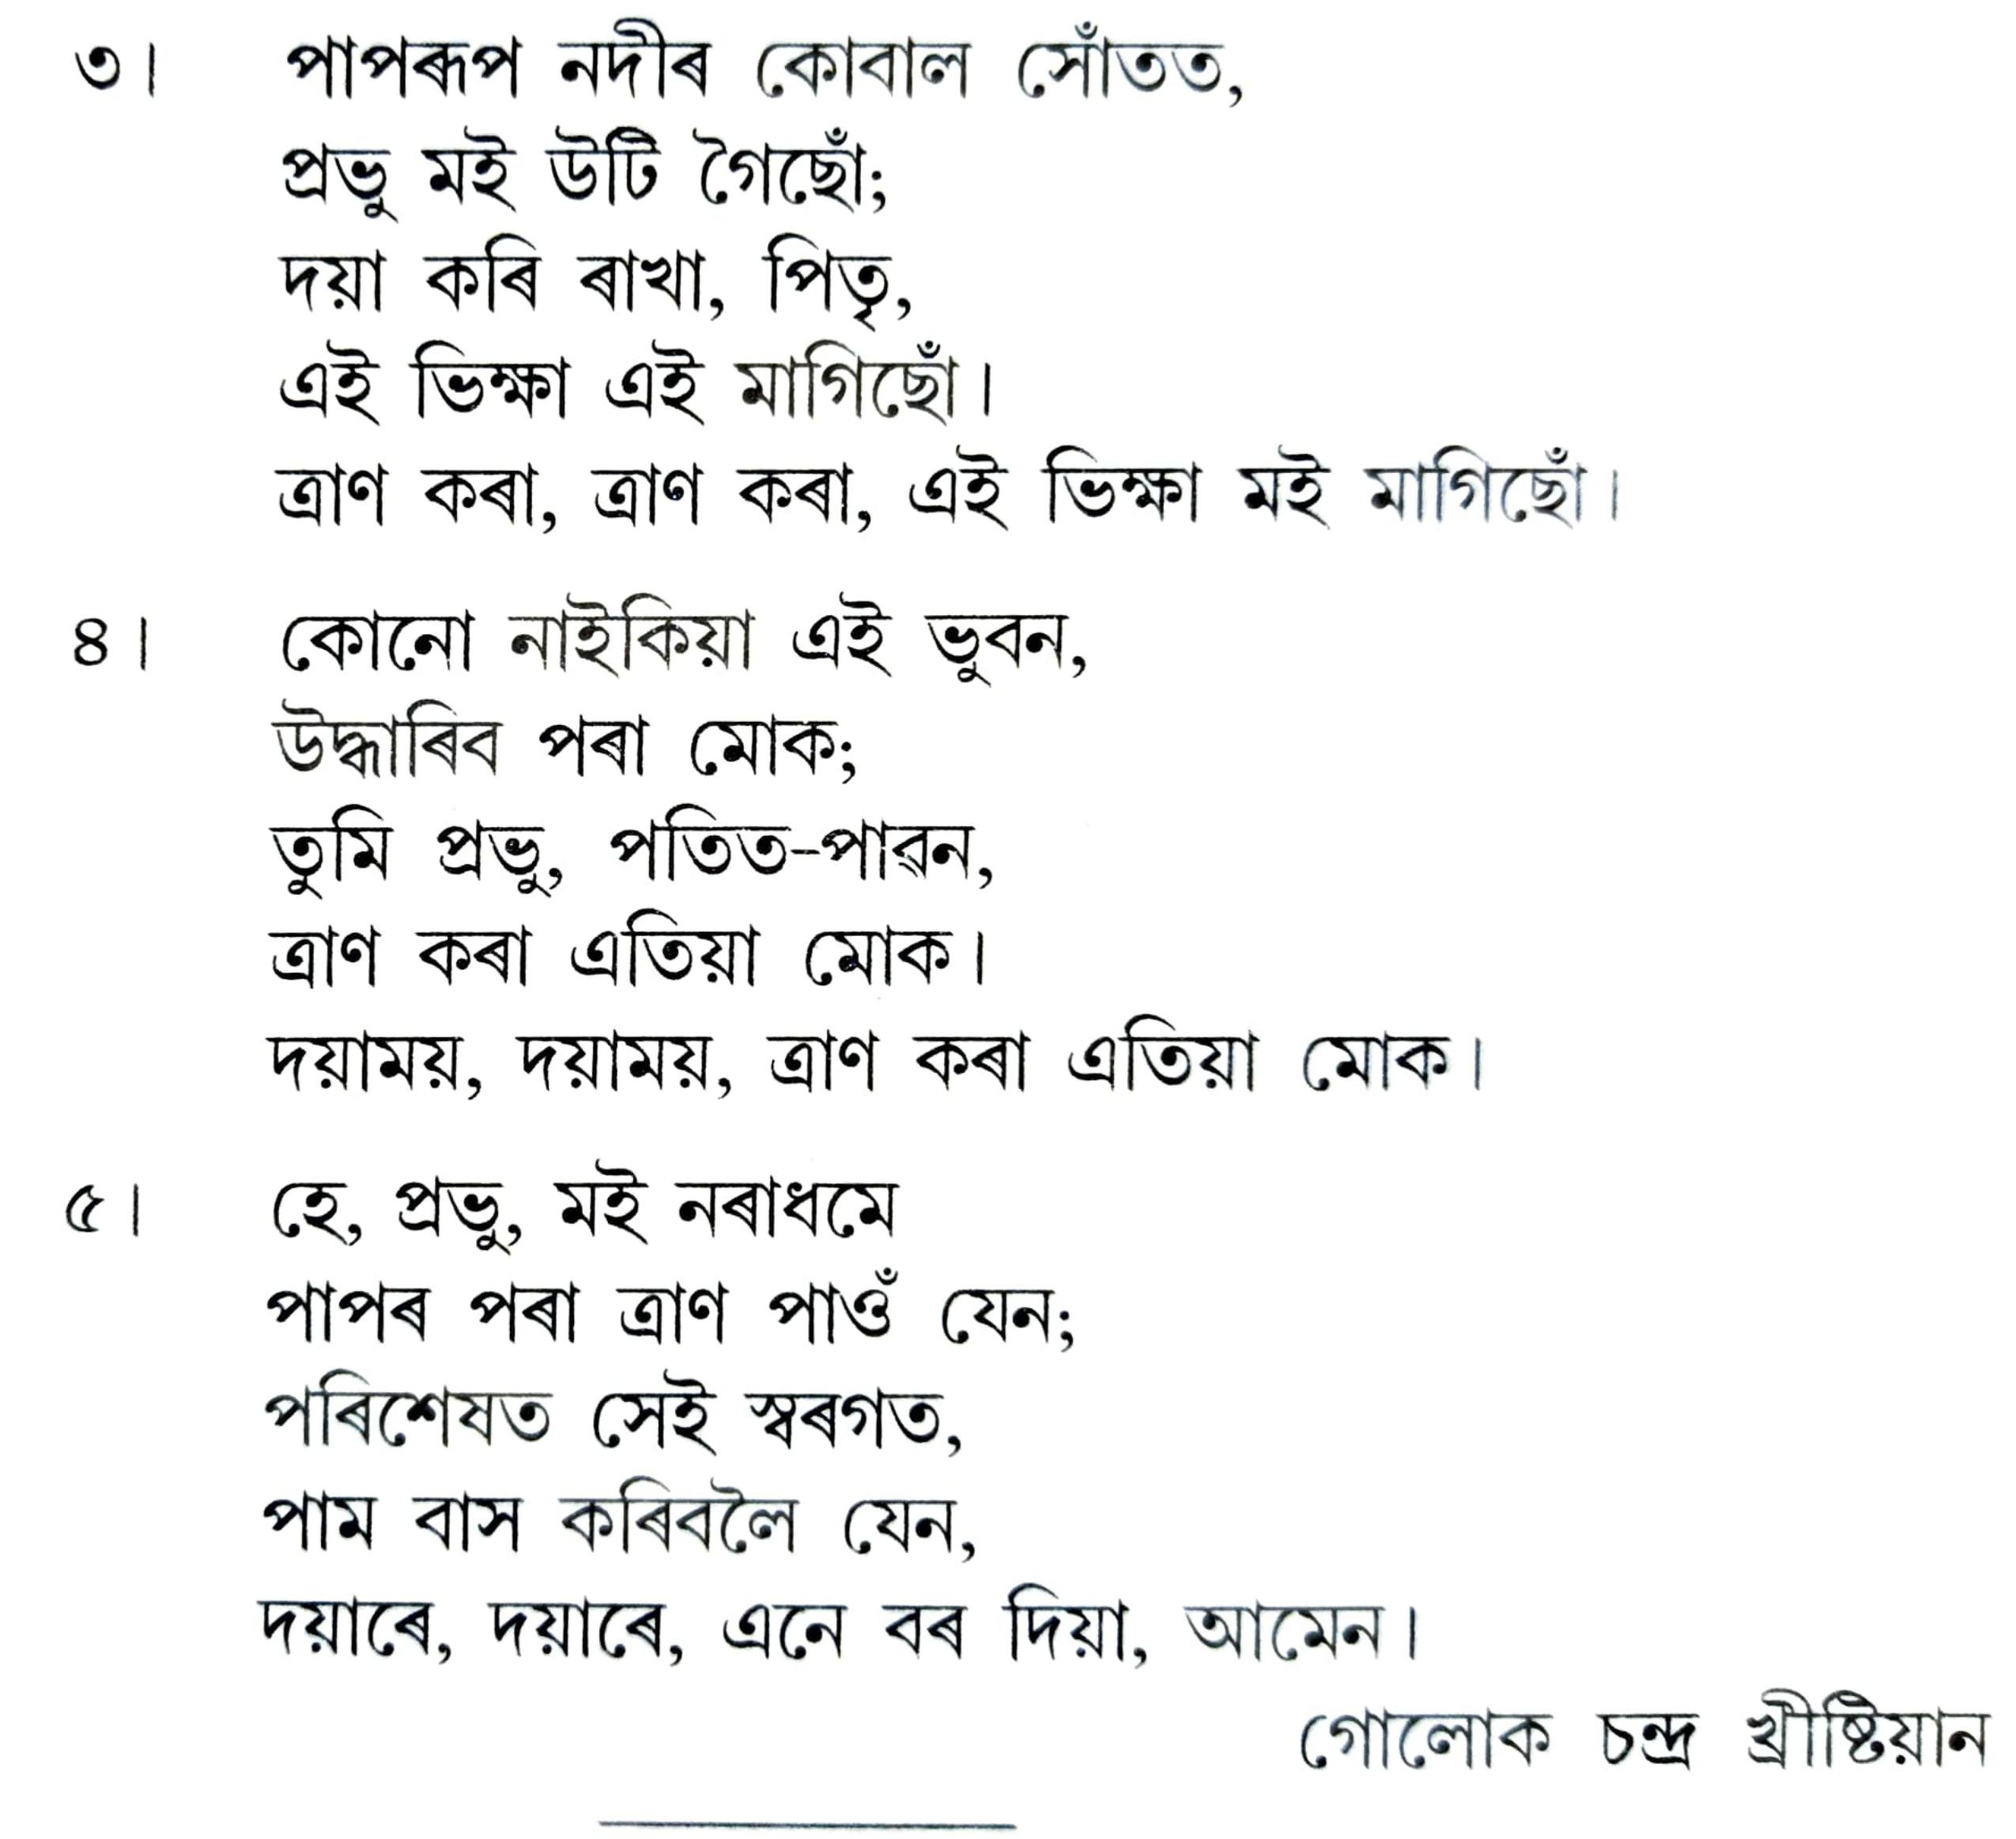 ৩।	পাপৰূপ নদীৰ কোবাল সোঁতত,
প্ৰভু মই উটি গৈছোঁ;
দয়া কৰি ৰাখা, পিতৃ,
এই ভিক্ষা এই মাগিছোঁ।
ত্ৰাণ কৰা, ত্ৰাণ কৰা, এই ভিক্ষা মই মাগিছোঁ।
৪।	কোনো নাইকিয়া এই ভুবন,
উদ্ধাৰিব পৰা মোক;
তুমি প্ৰভু, পতিত-পাৱন,
ত্ৰাণ কৰা এতিয়া মোক।
দয়াময়, দয়াময়, ত্ৰাণ কৰা এতিয়া মোক।
৫।	হে, প্ৰভু, মই নৰাধমে
পাপৰ পৰা ত্ৰাণ পাওঁ যেন;
পৰিশেষত সেই স্বৰগত,
পাম বাস কৰিবলৈ যেন,
দয়াৰে, দয়াৰে, এনে বৰ দিয়া, আমেন।
গোলোক চন্দ্ৰ খ্ৰীষ্টিয়ান